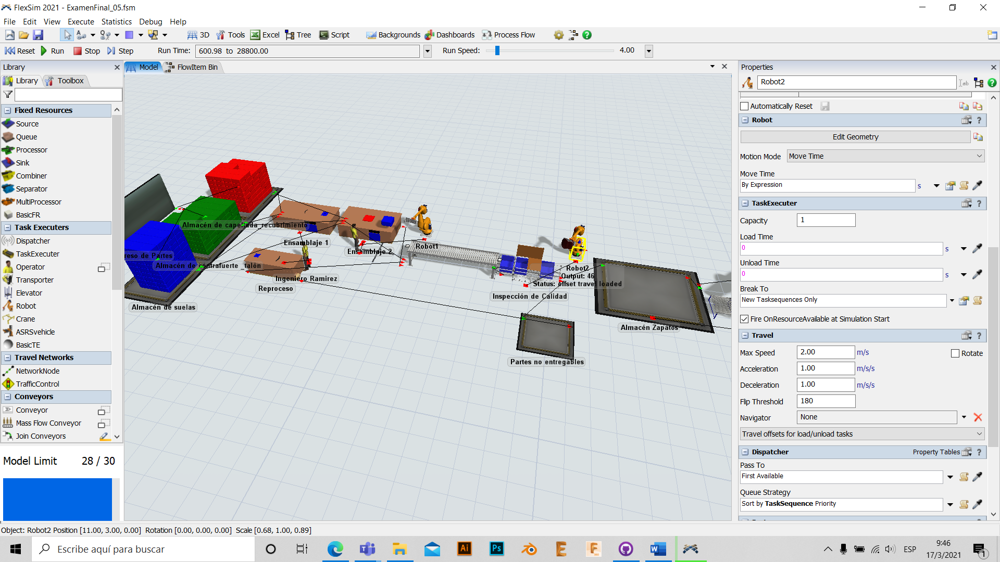 FlexSim 2021 - ExamenFinal_05.fsm
File Edit View Execute Statistics Debug Help
3D Tools Excel Tree Script Backgrounds Dashboards Process Flow
Reset Run Stop Step Run Time: 600.98 to 28800.00 Run Speed: 4.00
Library
Library Toolbox
Fixed Resources
Source
Queue
Processor
Sink
Combiner
Separator
MultiProcessor
BasicFR
Task Executers
Dispatcher
TaskExecuter
Operator
Transporter
Elevator
Robot
Crane
ASRSvehicle
BasicTE
Travel Networks
NetworkNode
TrafficControl
Conveyors
Conveyor
Mass Flow Conveyor
Join Conveyors
Model Limit 28 / 30
Model FlowItem Bin
Almacén de capellada_recubrimiento
Ensamblaje 1
Ensamblaje 2
Robot1
reso de Partes
Almacén de contrafuerte_talón
Ingeniero Ramirez
Reproceso
Almacén de suelas
Robot2
Output: 46
Status: offset travel loaded
Inspección de Calidad
Almacén Zapatos
Partes no entregables
Properties
Robot2
Automatically Reset
Robot
Edit Geometry
Motion Mode Move Time
Move Time
By Expression s
TaskExecuter
Capacity 1
Load Time
0 s
Unload Time
0 s
Break To
New Tasksequences Only
Fire OnResourceAvailable at Simulation Start
Travel
Max Speed 2.00 m/s Rotate
Acceleration 1.00 m/s/s
Deceleration 1.00 m/s/s
Flip Threshold 180
Navigator None
Travel offsets for load/unload tasks
Dispatcher Property Tables
Pass To
First Available
Queue Strategy
Sort by TaskSequence Priority
Object: Robot2 Position [11.00, 3.00, 0.00] Rotation [0.00, 0.00, 0.00] Scale [0.68, 1.00, 0.89]
Escribe aquí para buscar
Ai
Ps
ESP
9:46
17/3/2021
1